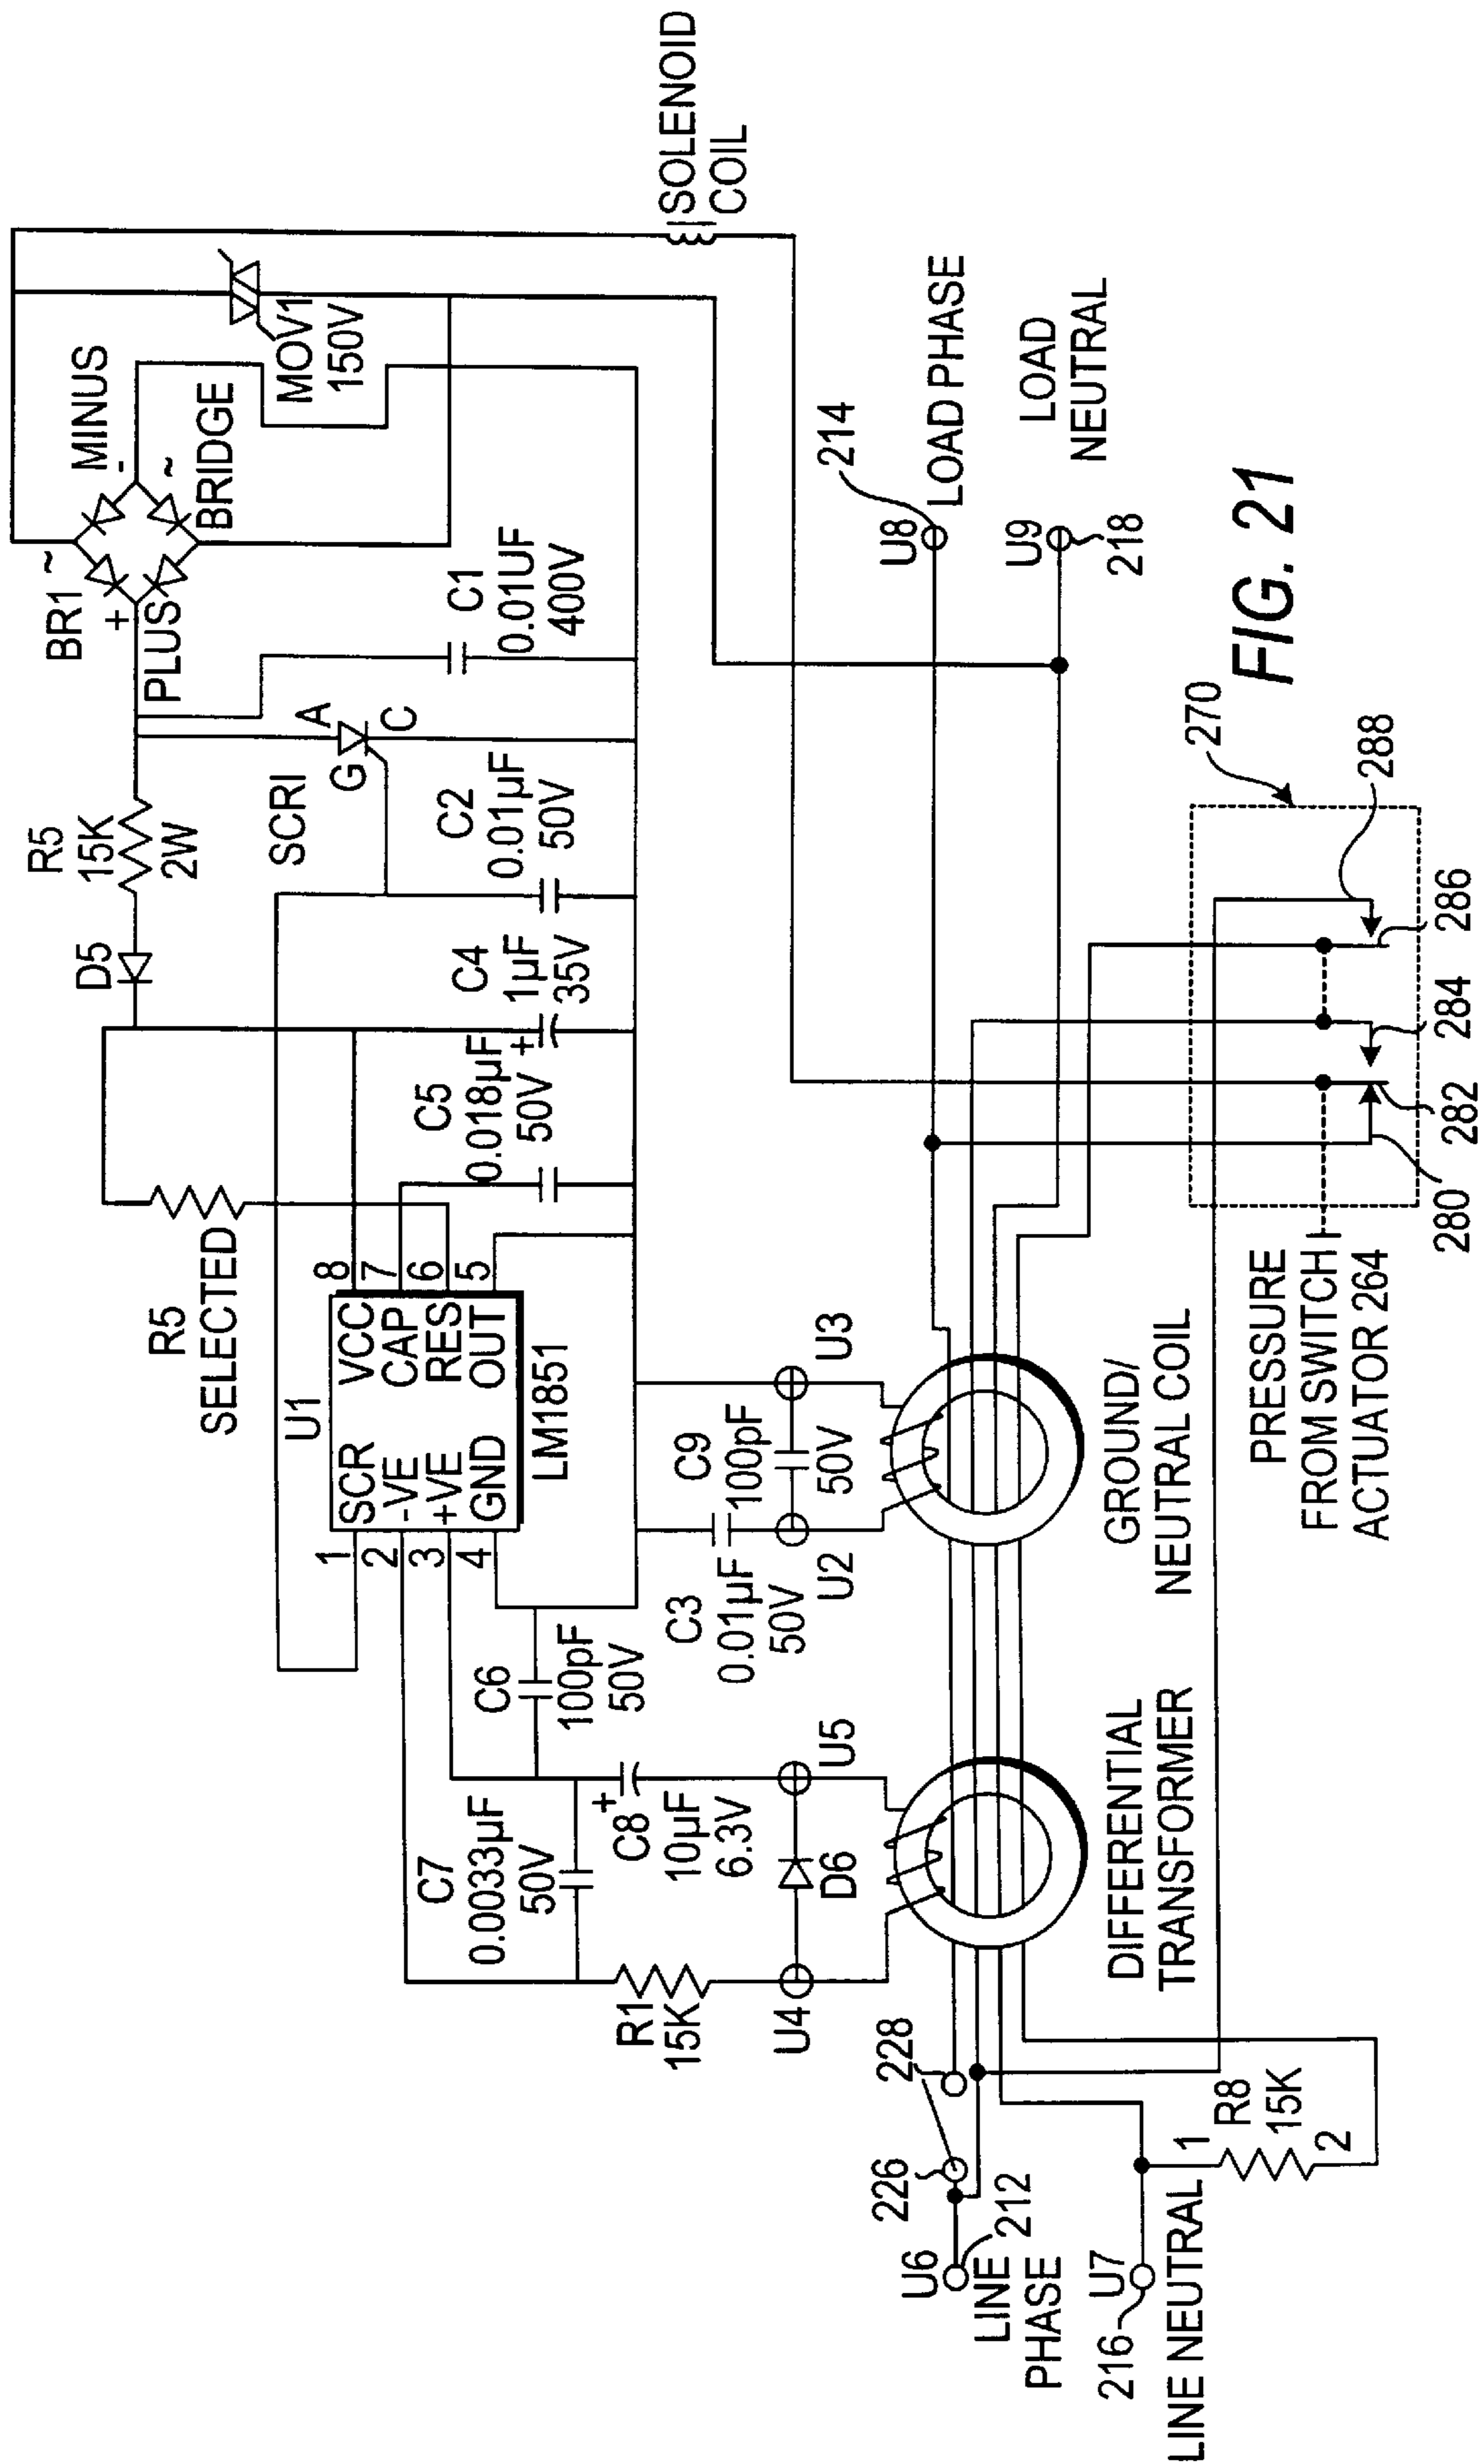 BR1
~
MINUS
-
+
PLUS
~
BRIDGE
MOV1
150V
SOLENOID
COIL
R5
15K
2W
D5
R5
SELECTED
SCRI
A
G
C
C1
0.01UF
400V
C2
0.01µF
50V
C4
1µF
35V
+
C5
0.018µF
50V
U1
1 SCR VCC 8
2 -VE CAP 7
3 +VE RES 6
4 GND OUT 5
LM1851
C6
100pF
50V
C7
0.0033µF
50V
+
C8
10µF
6.3V
R1
15K
C3
0.01µF
50V
C9
100pF
50V
U4
D6
U5
U2
U3
U8
214
LOAD PHASE
U9
218
LOAD
NEUTRAL
226
228
U6
212
LINE
PHASE
U7
216
LINE NEUTRAL
1
R8
15K
2
DIFFERENTIAL
TRANSFORMER
GROUND/
NEUTRAL COIL
PRESSURE
FROM SWITCH
ACTUATOR 264
270
288
280
282
284
286
FIG. 21